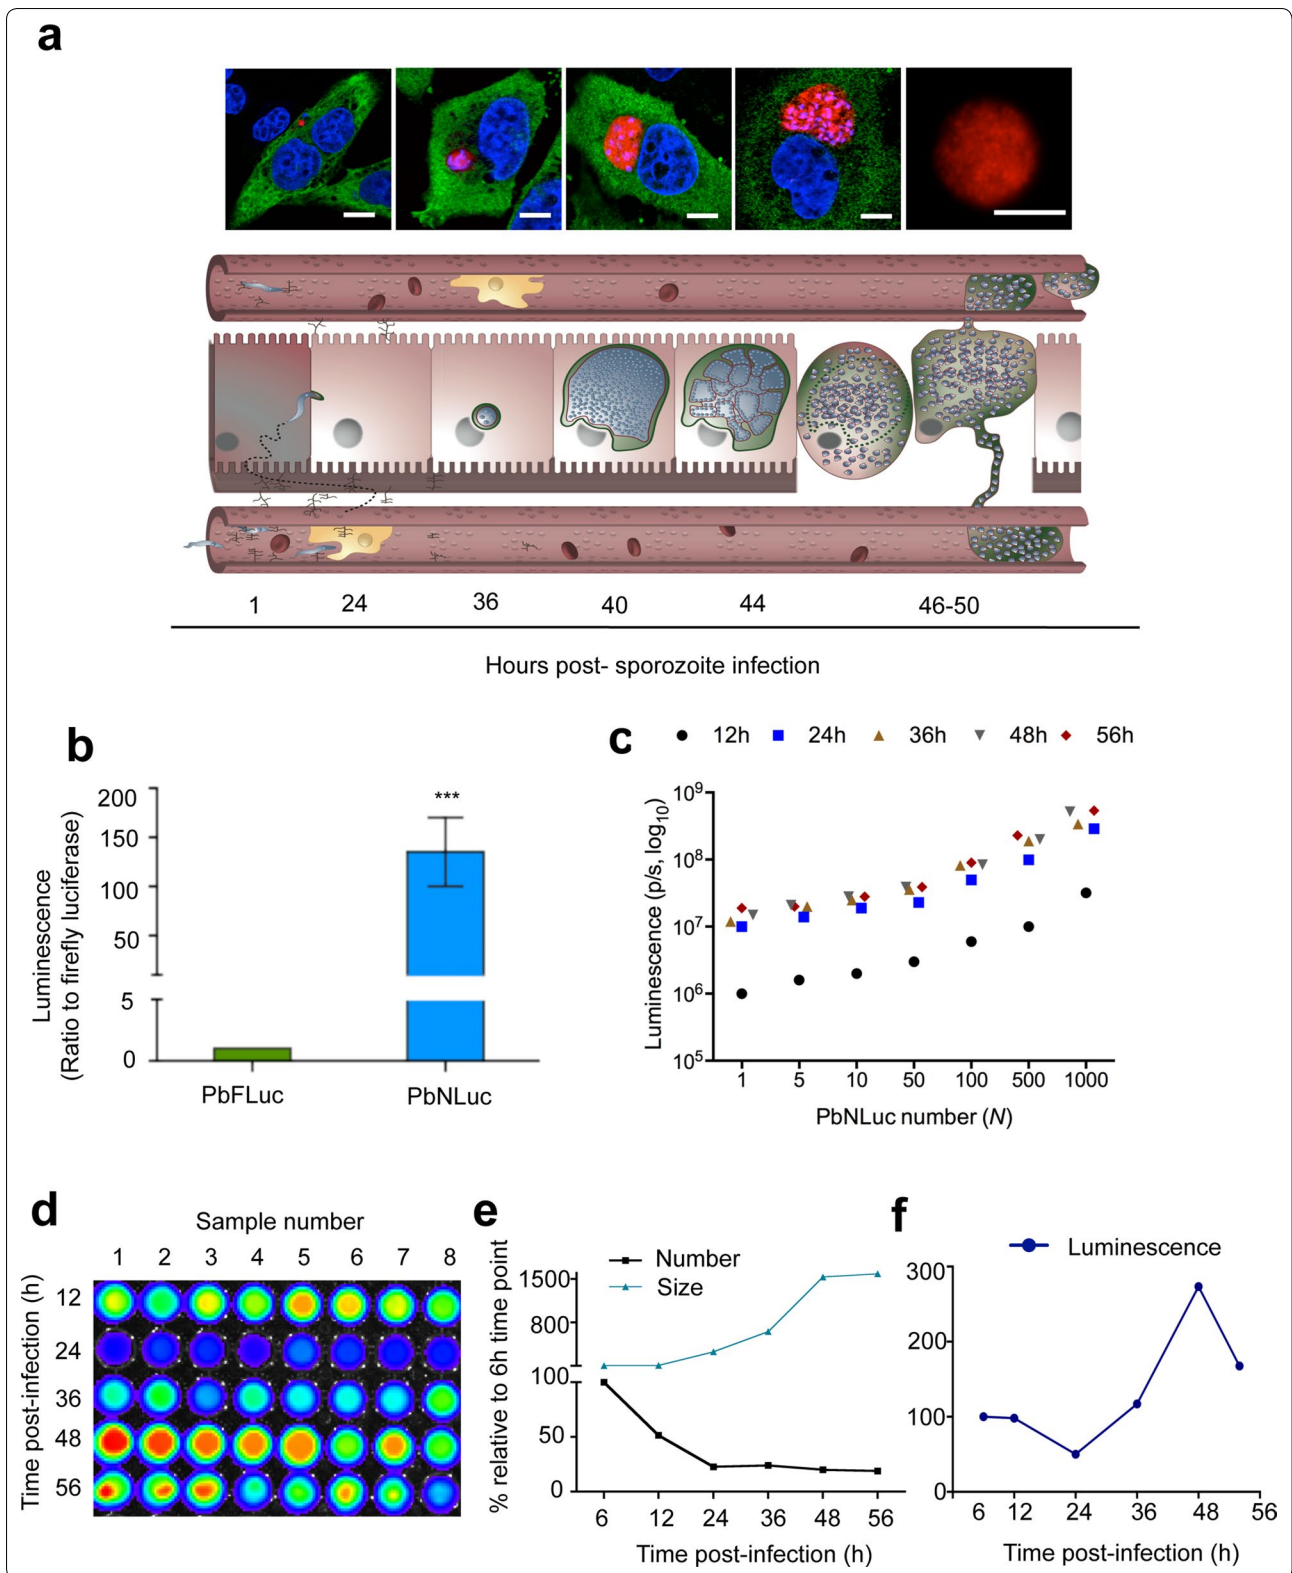 a
1 24 36 40 44 46-50
Hours post- sporozoite infection
b
Luminescence
(Ratio to firefly luciferase)
200
150
100
50
5
0
***
PbFLuc PbNLuc
c
12h 24h 36h 48h 56h
Luminescence (p/s, log10)
10⁹
10⁸
10⁷
10⁶
10⁵
1 5 10 50 100 500 1000
PbNLuc number (N)
d
Sample number
1 2 3 4 5 6 7 8
Time post-infection (h)
12
24
36
48
56
e
Number
Size
% relative to 6h time point
1500
800
100
50
0
6 12 24 36 48 56
Time post-infection (h)
f
Luminescence
300
200
100
0
6 12 24 36 48 56
Time post-infection (h)